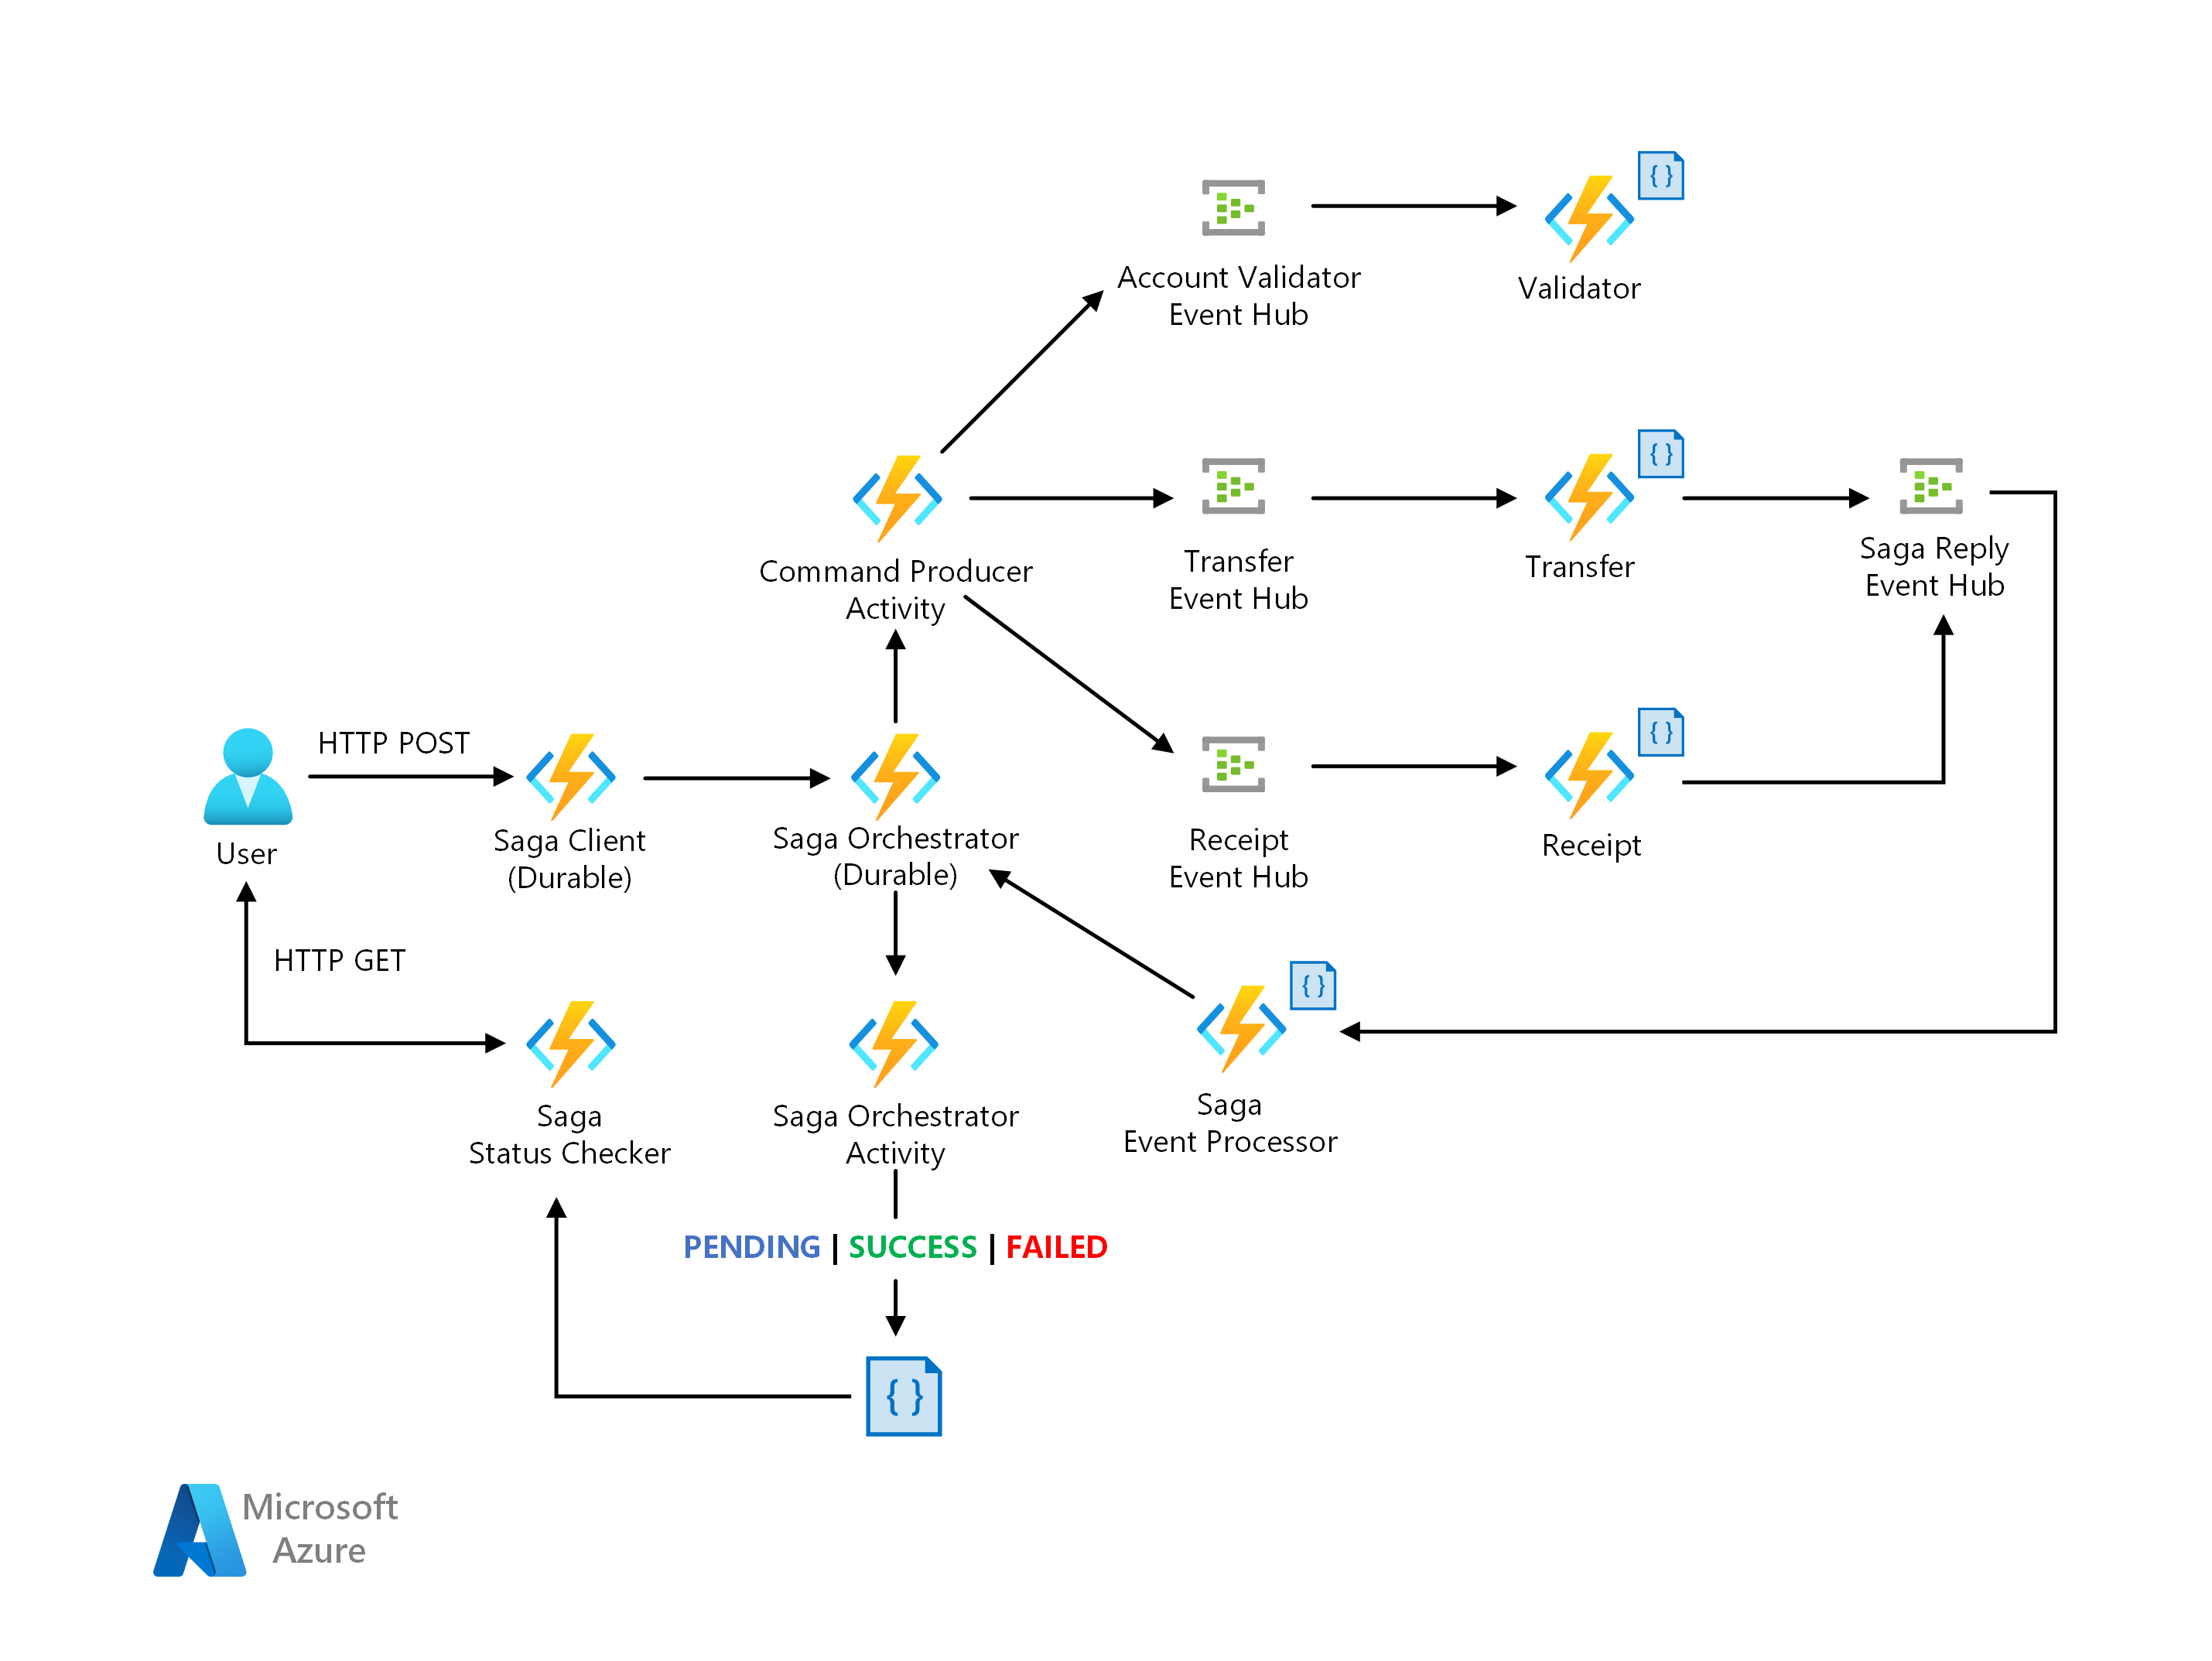 Account Validator
Event Hub
Validator
Command Producer
Activity
Transfer
Event Hub
Transfer
Saga Reply
Event Hub
HTTP POST
User
Saga Client
(Durable)
Saga Orchestrator
(Durable)
Receipt
Event Hub
Receipt
HTTP GET
Saga
Status Checker
Saga Orchestrator
Activity
Saga
Event Processor
PENDING | SUCCESS | FAILED
Microsoft
Azure